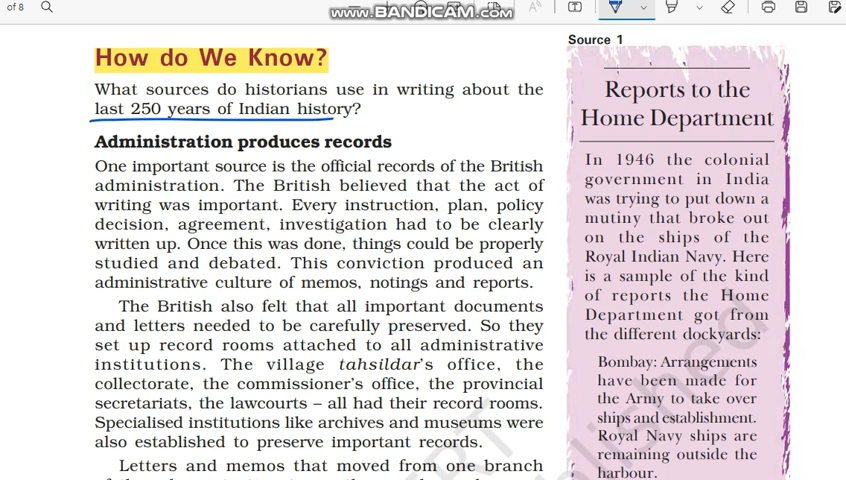 of 8
www.BANDICAM.com
How do We Know?
What sources do historians use in writing about the
last 250 years of Indian history?
Administration produces records
One important source is the official records of the British
administration. The British believed that the act of
writing was important. Every instruction, plan, policy
decision, agreement, investigation had to be clearly
written up. Once this was done, things could be properly
studied and debated. This conviction produced an
administrative culture of memos, notings and reports.
The British also felt that all important documents
and letters needed to be carefully preserved. So they
set up record rooms attached to all administrative
institutions. The village tahsildar's office, the
collectorate, the commissioner's office, the provincial
secretariats, the lawcourts – all had their record rooms.
Specialised institutions like archives and museums were
also established to preserve important records.
Letters and memos that moved from one branch
Source 1
Reports to the
Home Department
In 1946 the colonial
government in India
was trying to put down a
mutiny that broke out
on the ships of the
Royal Indian Navy. Here
is a sample of the kind
of reports the Home
Department got from
the different dockyards:
Bombay: Arrangements
have been made for
the Army to take over
ships and establishment.
Royal Navy ships are
remaining outside the
harbour.